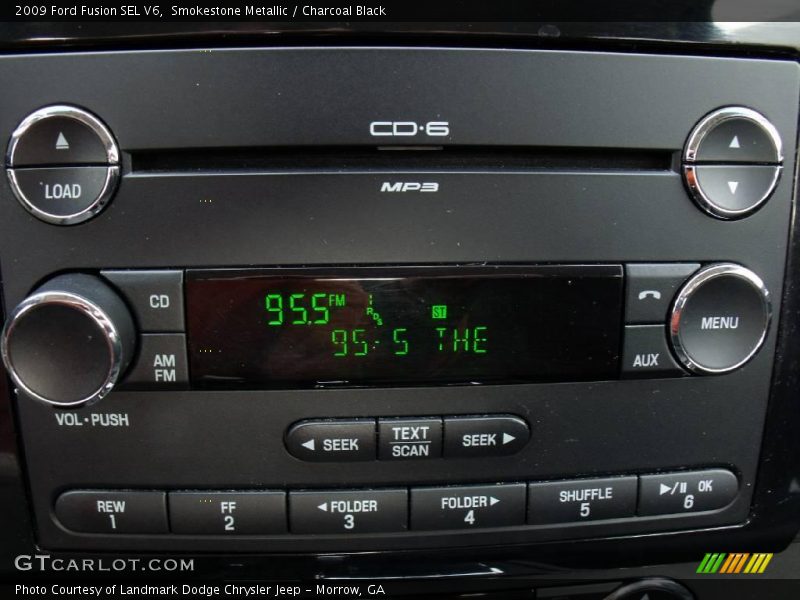 2009 Ford Fusion SEL V6, Smokestone Metallic / Charcoal Black
CD·6
LOAD
MP3
CD
95.5 FM 1 RDS ST
95.5 THE
MENU
AM
FM
AUX
VOL·PUSH
SEEK
TEXT
SCAN
SEEK
REW
1
FF
2
FOLDER
3
FOLDER
4
SHUFFLE
5
OK
6
GTCARLOT.COM
Photo Courtesy of Landmark Dodge Chrysler Jeep – Morrow, GA